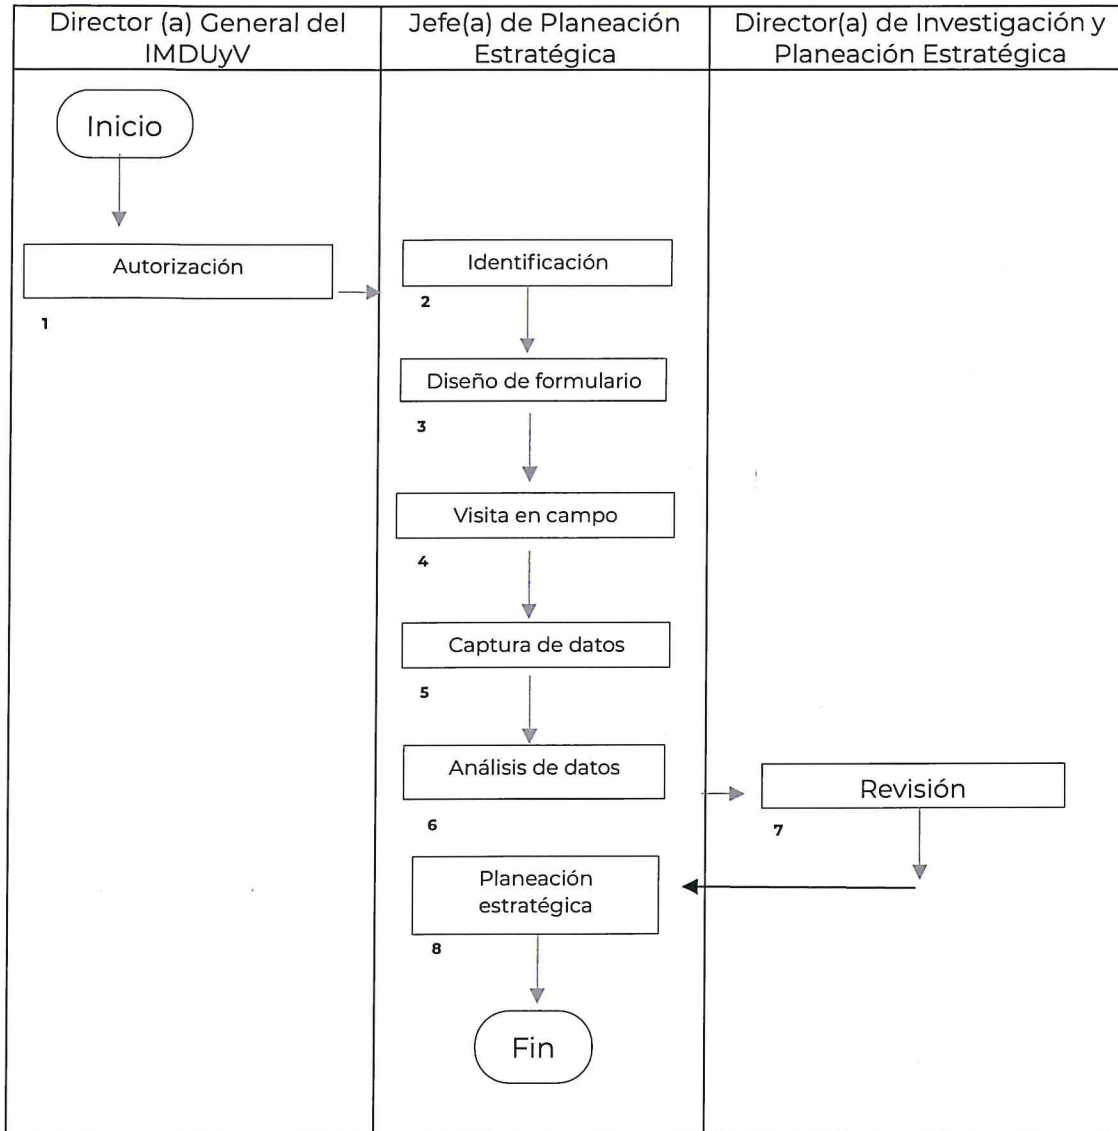 Director (a) General del
IMDUyV
Jefe(a) de Planeación
Estratégica
Director(a) de Investigación y
Planeación Estratégica
Inicio
Autorización
1
Identificación
2
Diseño de formulario
3
Visita en campo
4
Captura de datos
5
Análisis de datos
6
Revisión
7
Planeación
estratégica
8
Fin